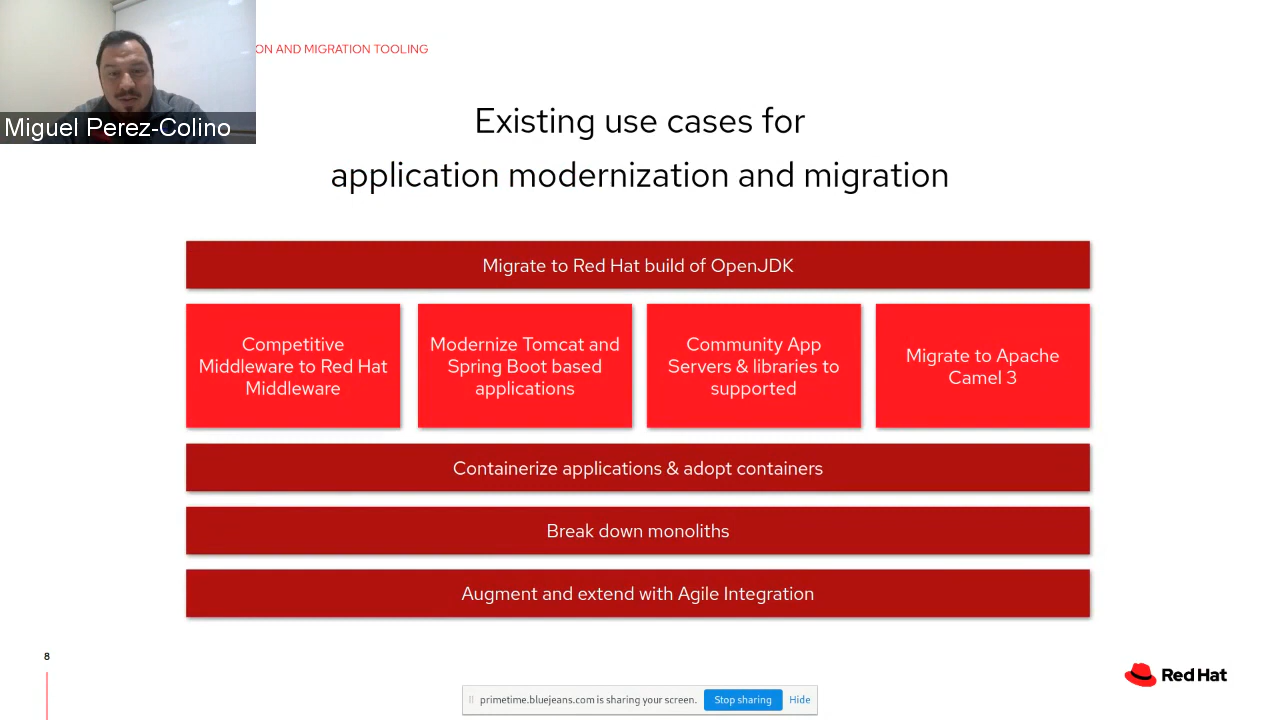 ON AND MIGRATION TOOLING
Miguel Perez-Colino
Existing use cases for
application modernization and migration
Migrate to Red Hat build of OpenJDK
Competitive
Middleware to Red Hat
Middleware
Modernize Tomcat and
Spring Boot based
applications
Community App
Servers & libraries to
supported
Migrate to Apache
Camel 3
Containerize applications & adopt containers
Break down monoliths
Augment and extend with Agile Integration
8
Red Hat
primetime.bluejeans.com is sharing your screen.
Stop sharing
Hide